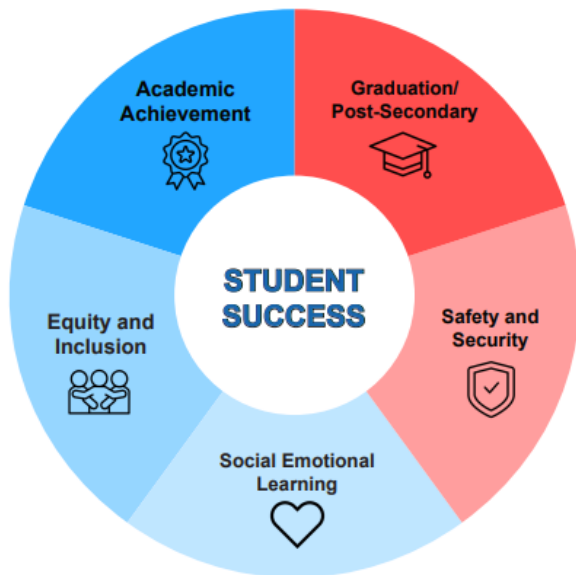 Academic
Achievement
Graduation/
Post-Secondary
STUDENT
SUCCESS
Equity and
Inclusion
Safety and
Security
Social Emotional
Learning